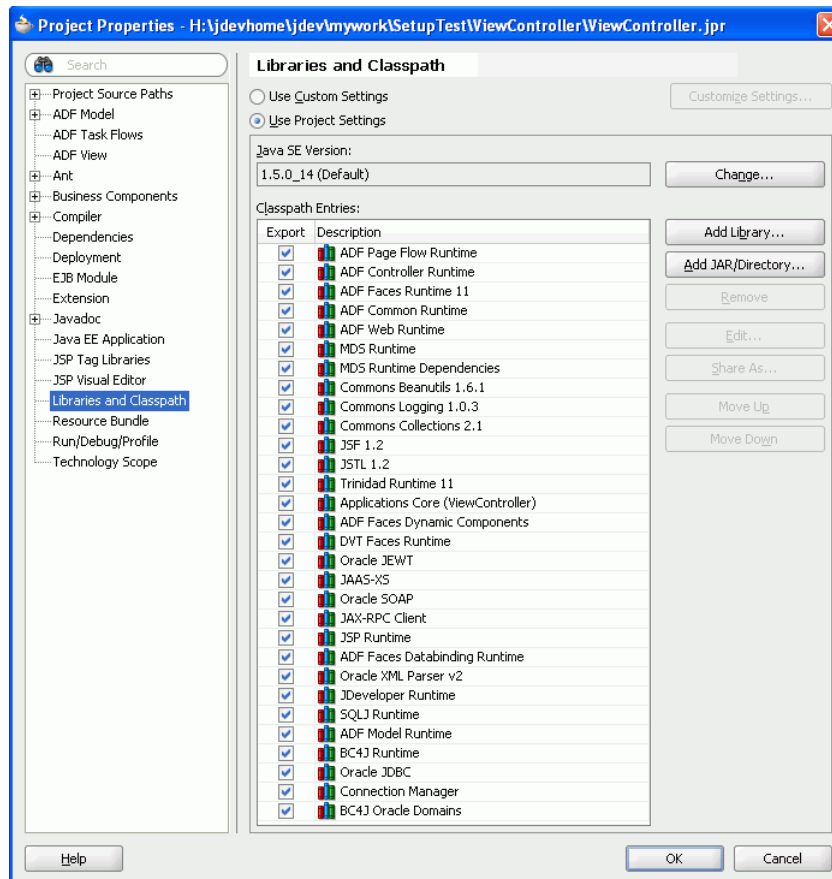 Project Properties - H:\jdevhome\jdev\mywork\SetupTest\ViewController\ViewController.jpr
Search
Project Source Paths
ADF Model
ADF Task Flows
ADF View
Ant
Business Components
Compiler
Dependencies
Deployment
EJB Module
Extension
Javadoc
Java EE Application
JSP Tag Libraries
JSP Visual Editor
Libraries and Classpath
Resource Bundle
Run/Debug/Profile
Technology Scope
Libraries and Classpath
Use Custom Settings
Customize Settings...
Use Project Settings
Java SE Version:
1.5.0_14 (Default)
Change...
Classpath Entries:
Export Description
ADF Page Flow Runtime
ADF Controller Runtime
ADF Faces Runtime 11
ADF Common Runtime
ADF Web Runtime
MDS Runtime
MDS Runtime Dependencies
Commons Beanutils 1.6.1
Commons Logging 1.0.3
Commons Collections 2.1
JSF 1.2
JSTL 1.2
Trinidad Runtime 11
Applications Core (ViewController)
ADF Faces Dynamic Components
DVT Faces Runtime
Oracle JEWT
JAAS-XS
Oracle SOAP
JAX-RPC Client
JSP Runtime
ADF Faces Databinding Runtime
Oracle XML Parser v2
JDeveloper Runtime
SQLJ Runtime
ADF Model Runtime
BC4J Runtime
Oracle JDBC
Connection Manager
BC4J Oracle Domains
Add Library...
Add JAR/Directory...
Remove
Edit...
Share As...
Move Up
Move Down
Help
OK
Cancel